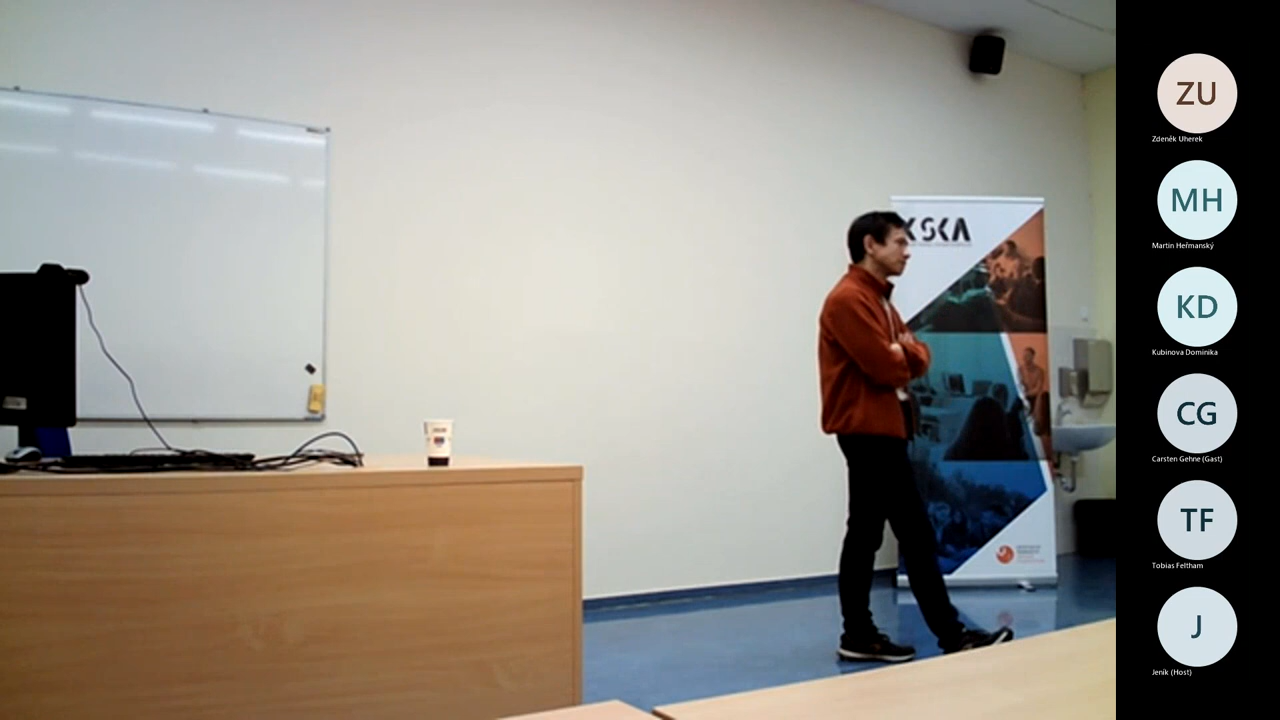 KSKA
ZU
Zdeněk Uherek
MH
Martin Heřmanský
KD
Kubinova Dominika
CG
Carsten Gehne (Gast)
TF
Tobias Feltham
J
Jeník (Host)